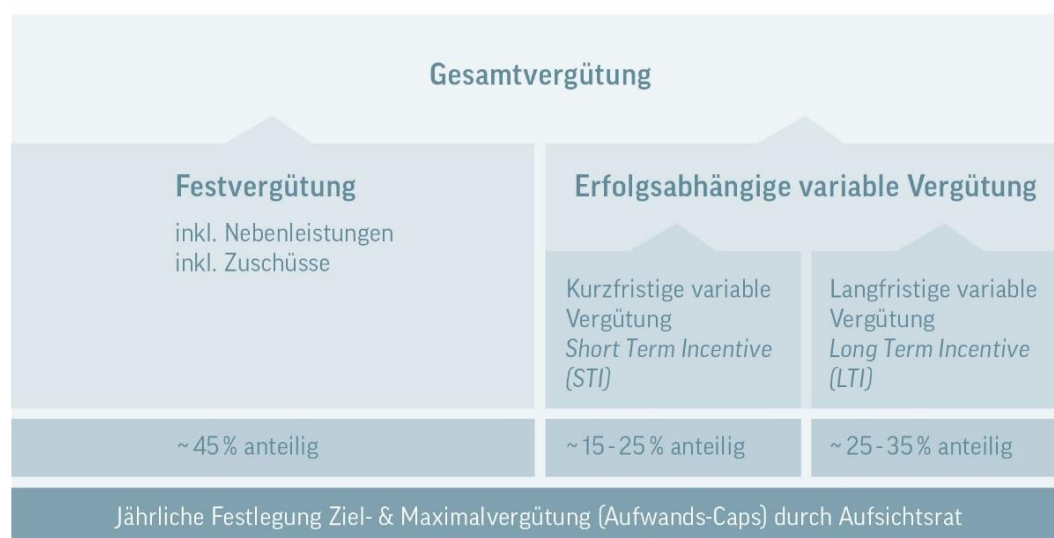 Gesamtvergütung
Festvergütung
inkl. Nebenleistungen
inkl. Zuschüsse
Erfolgsabhängige variable Vergütung
Kurzfristige variable
Vergütung
Short Term Incentive
(STI)
Langfristige variable
Vergütung
Long Term Incentive
(LTI)
~ 45 % anteilig
~ 15 - 25 % anteilig
~ 25 - 35 % anteilig
Jährliche Festlegung Ziel- & Maximalvergütung (Aufwands-Caps) durch Aufsichtsrat